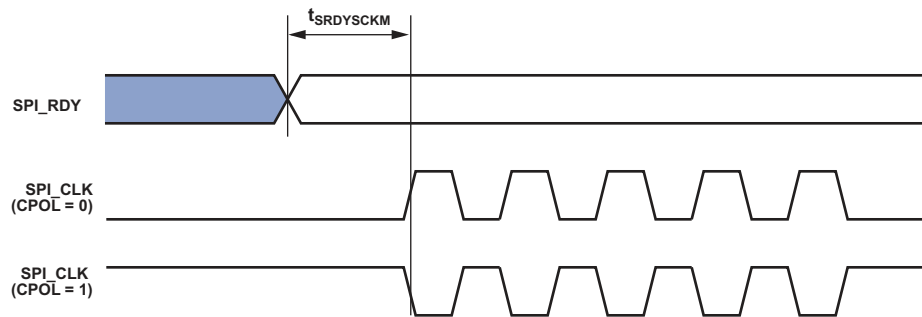 tSRDYSCKM
SPI_RDY
SPI_CLK
(CPOL = 0)
SPI_CLK
(CPOL = 1)